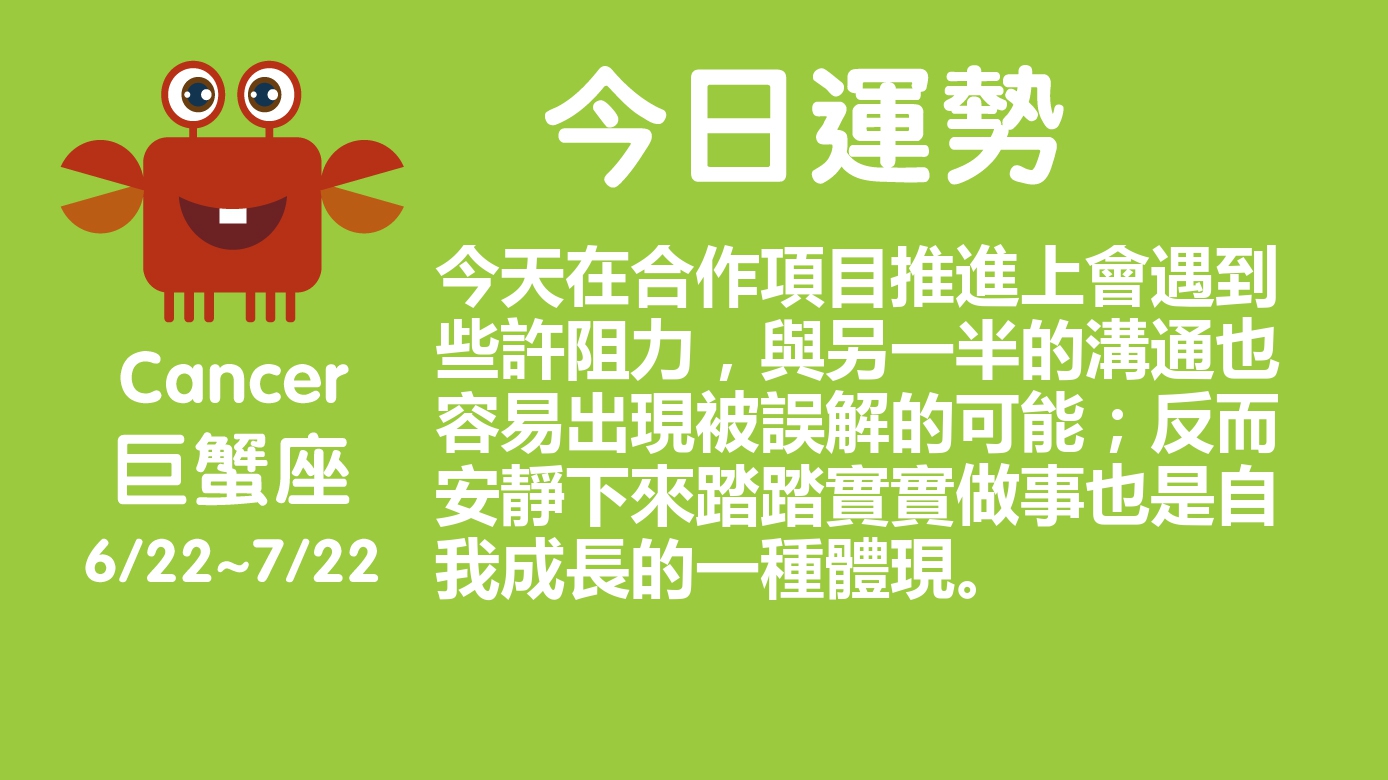 今日運勢
今天在合作項目推進上會遇到
些許阻力，與另一半的溝通也
容易出現被誤解的可能；反而
安靜下來踏踏實實做事也是自
我成長的一種體現。
Cancer
巨蟹座
6/22~7/22